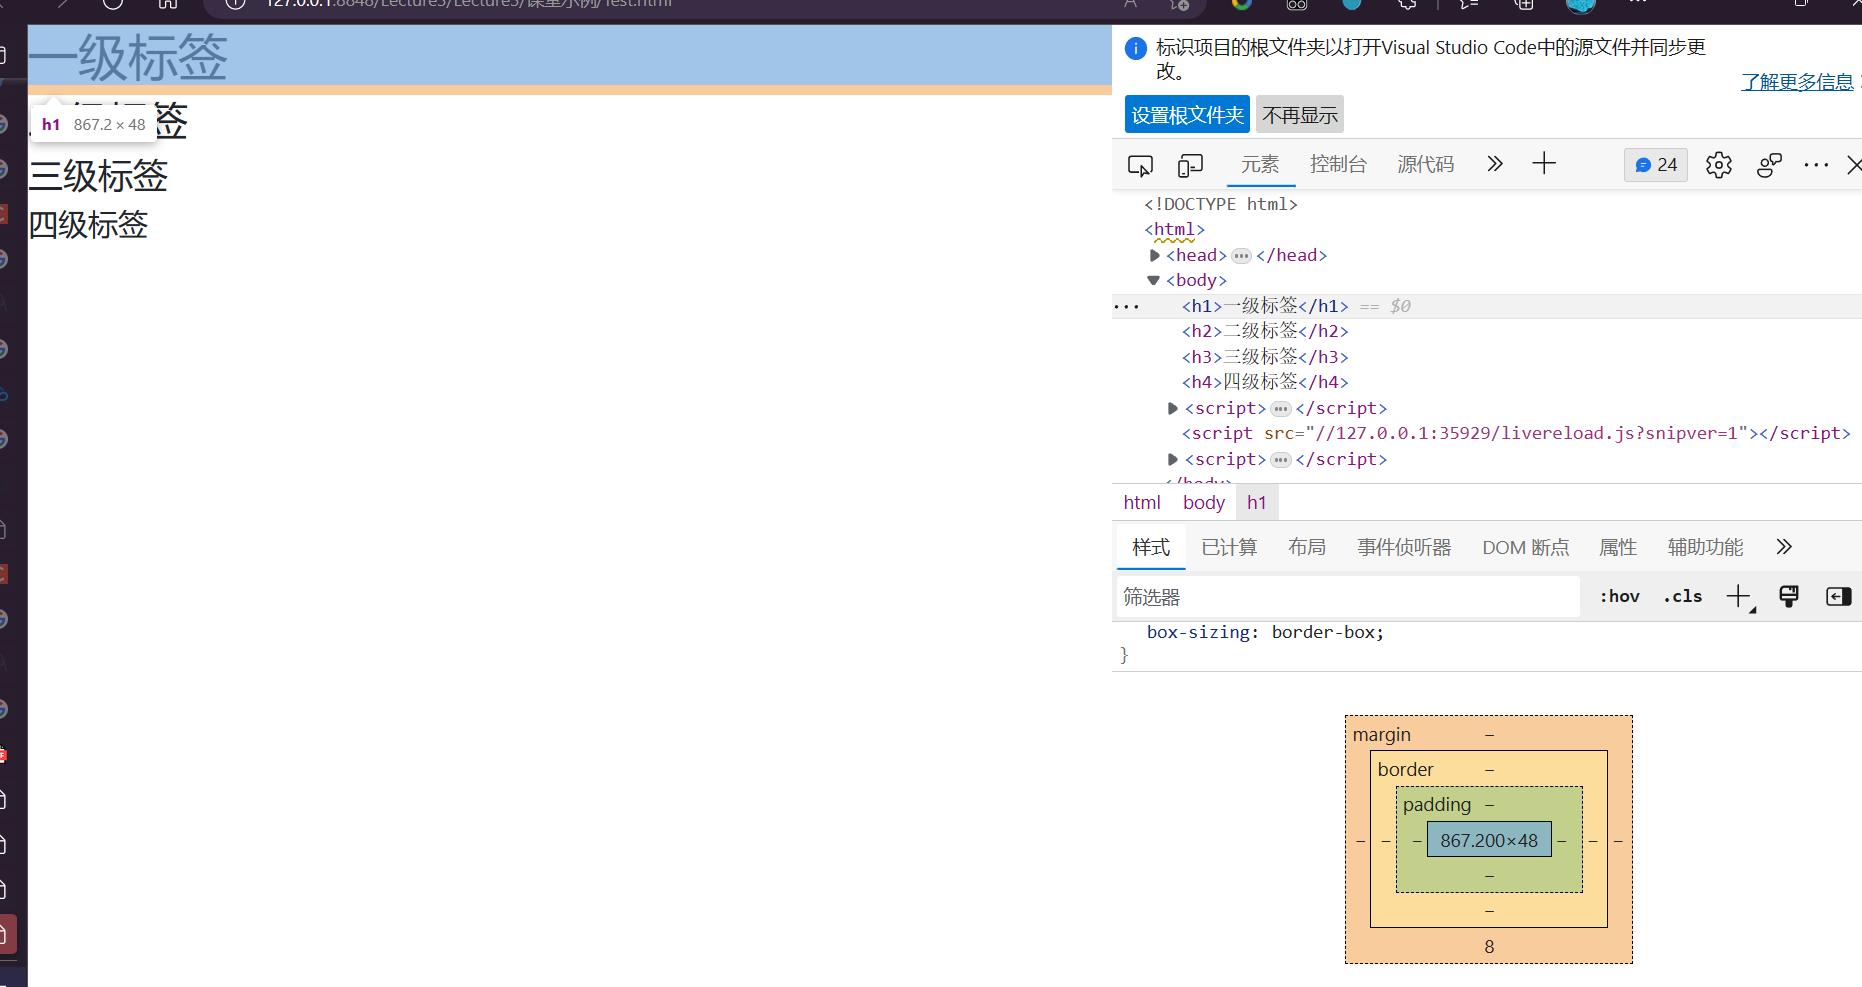 127.0.0.1:8848/Lecture3/Lecture3/课堂示例/Test.html
一级标签
级标签
h1 867.2 × 48
三级标签
四级标签
标识项目的根文件夹以打开Visual Studio Code中的源文件并同步更
改。
了解更多信息
设置根文件夹 不再显示
元素 控制台 源代码 24
<!DOCTYPE html>
<html>
<head> ··· </head>
<body>
··· <h1>一级标签</h1> == $0
<h2>二级标签</h2>
<h3>三级标签</h3>
<h4>四级标签</h4>
<script> ··· </script>
<script src="//127.0.0.1:35929/livereload.js?snipver=1"></script>
<script> ··· </script>
</body>
html body h1
样式 已计算 布局 事件侦听器 DOM 断点 属性 辅助功能
筛选器 :hov .cls
box-sizing: border-box;
}
margin –
border –
padding –
– – – 867.200×48 – – –
–
–
8